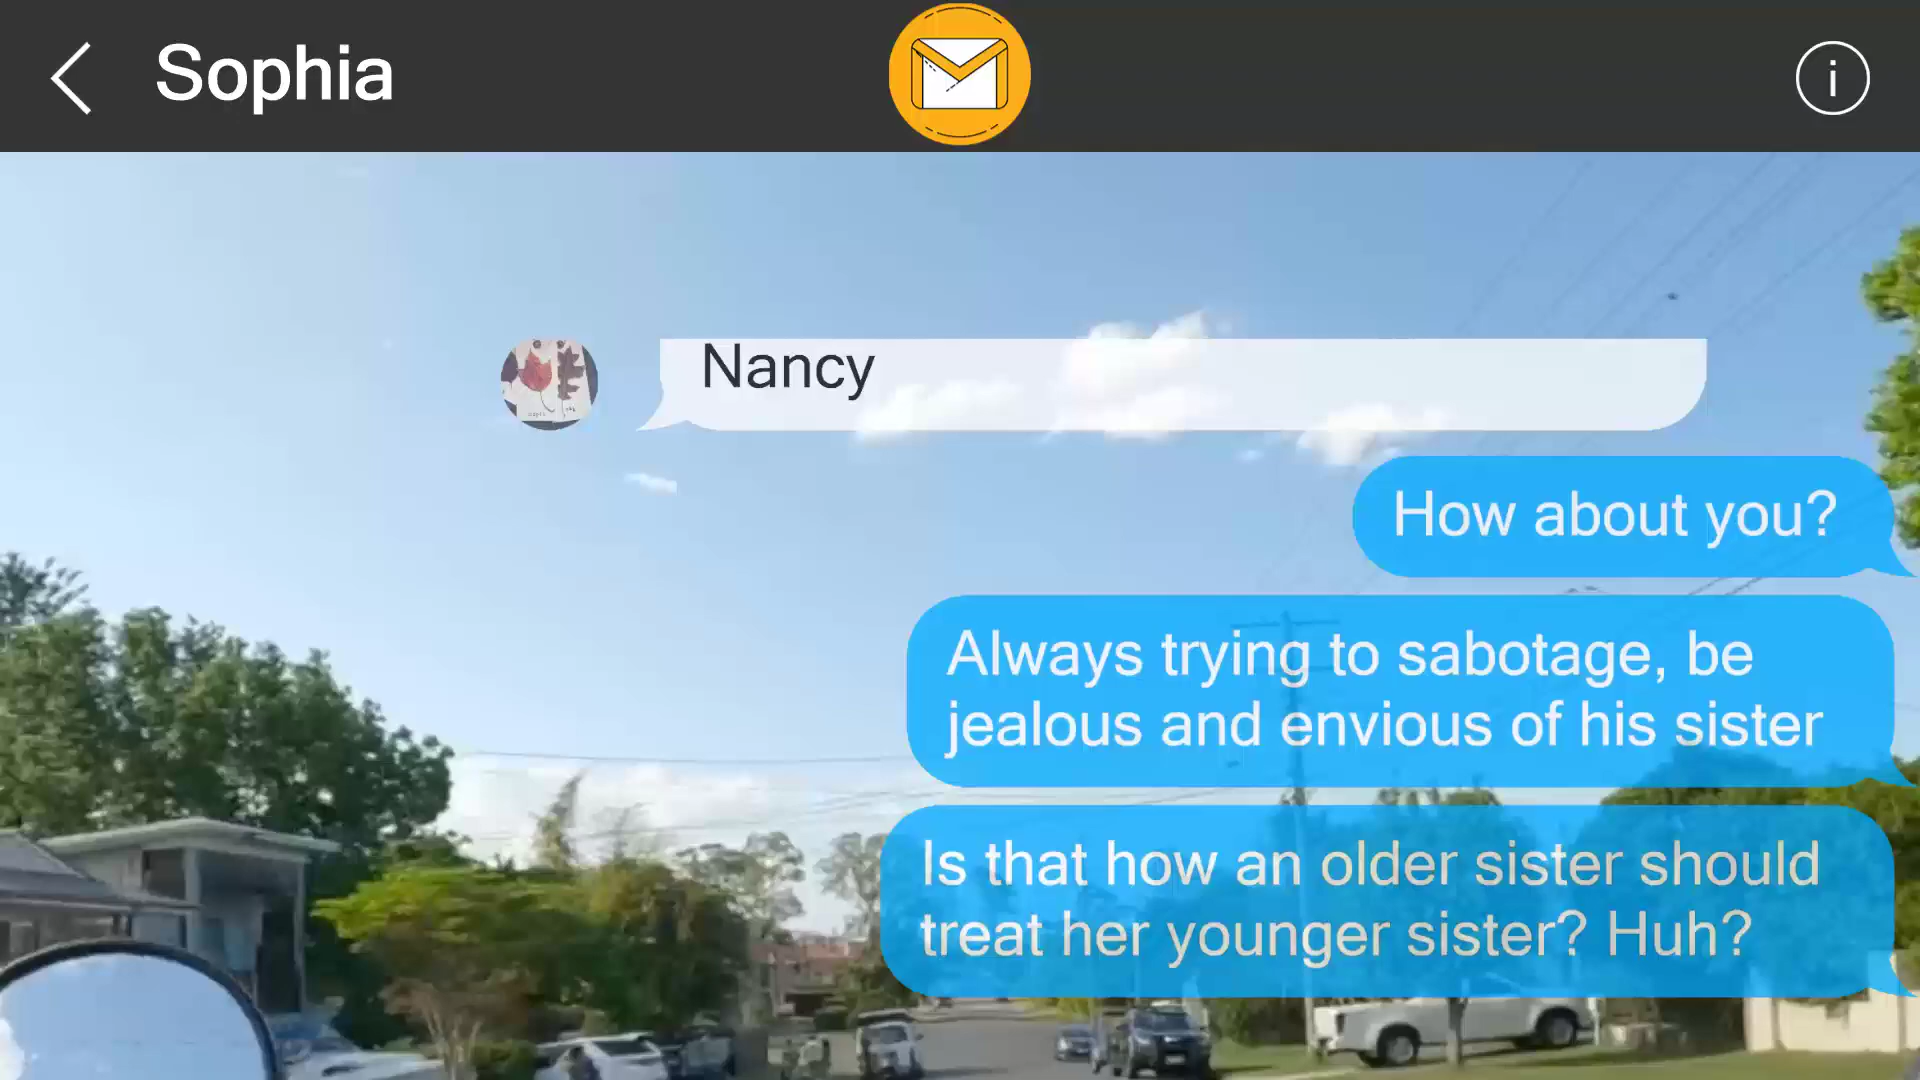 Sophia
Nancy
How about you?
Always trying to sabotage, be
jealous and envious of his sister
Is that how an older sister should
treat her younger sister? Huh?